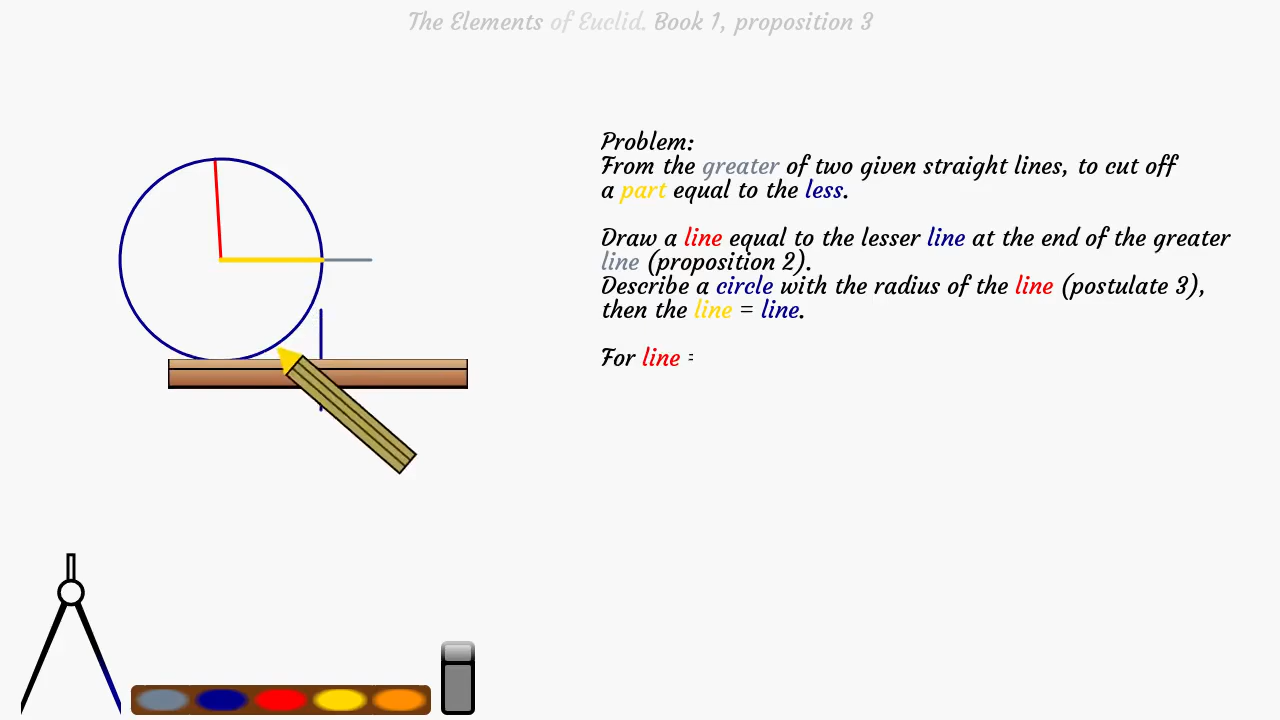 The Elements of Euclid. Book 1, proposition 3
Problem:
From the greater of two given straight lines, to cut off
a part equal to the less.
Draw a line equal to the lesser line at the end of the greater
line (proposition 2).
Describe a circle with the radius of the line (postulate 3),
then the line = line.
For line =